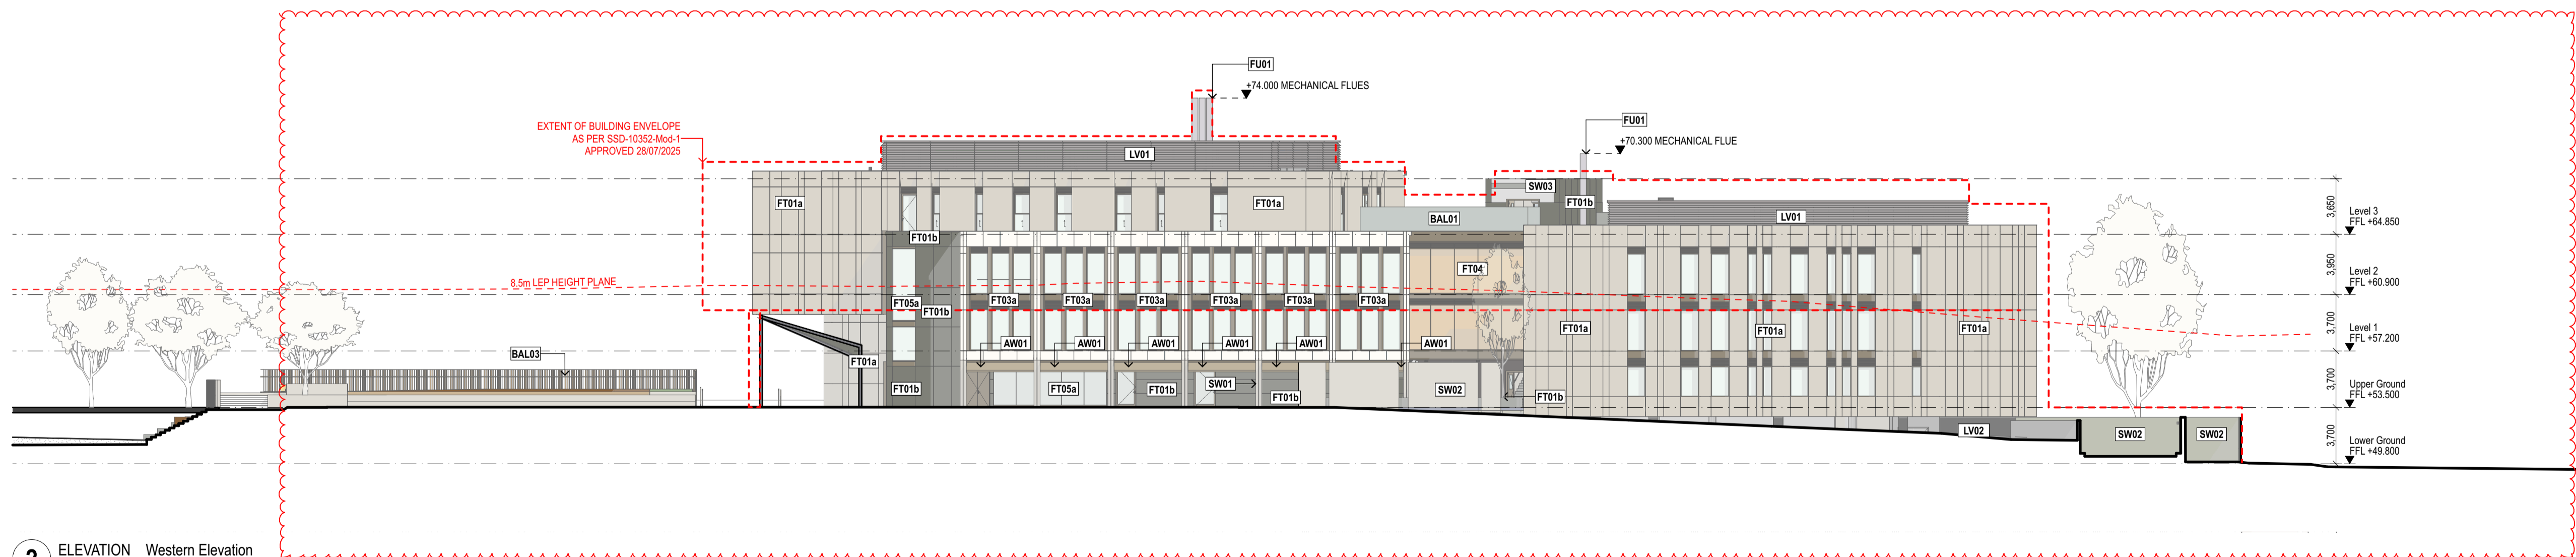 FU01
+74.000 MECHANICAL FLUES
EXTENT OF BUILDING ENVELOPE
AS PER SSD-10352-Mod-1
APPROVED 28/07/2025
FU01
+70.300 MECHANICAL FLUE
LV01
SW03
FT01a
FT01a
FT01b
BAL01
LV01
3,650
Level 3
FFL +64.850
FT01b
3,950
FT04
8.5m LEP HEIGHT PLANE
Level 2
FFL +60.900
FT05a
FT03a
FT03a
FT03a
FT03a
FT03a
FT03a
FT01b
3,700
FT01a
FT01a
FT01a
Level 1
FFL +57.200
AW01
AW01
AW01
AW01
AW01
AW01
BAL03
FT01a
3,700
Upper Ground
FFL +53.500
FT01b
FT05a
FT01b
SW01
FT01b
SW02
FT01b
3,700
LV02
SW02
SW02
Lower Ground
FFL +49.800
2
ELEVATION Western Elevation